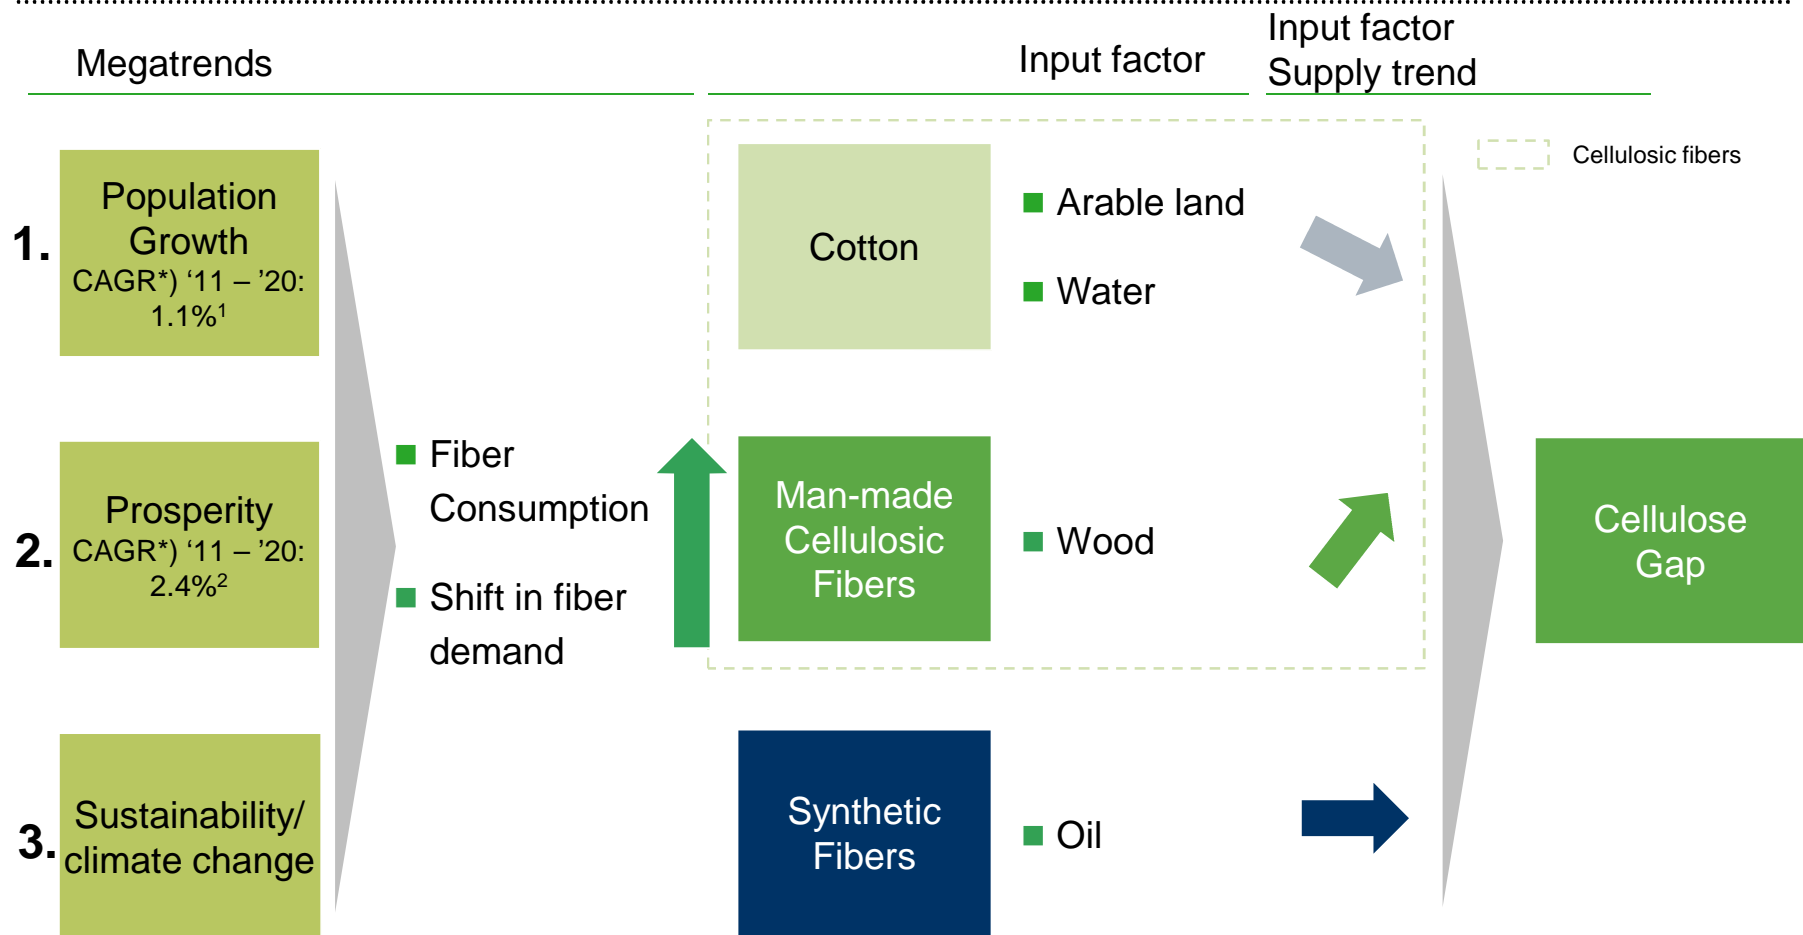 Megatrends
Input factor
Input factor
Supply trend
Cellulosic fibers
1.
Population
Growth
CAGR*) ‘11 – ’20:
1.1%¹
2.
Prosperity
CAGR*) ‘11 – ’20:
2.4%²
3.
Sustainability/
climate change
■ Fiber
Consumption
■ Shift in fiber
demand
Cotton
■ Arable land
■ Water
Man-made
Cellulosic
Fibers
■ Wood
Synthetic
Fibers
■ Oil
Cellulose
Gap